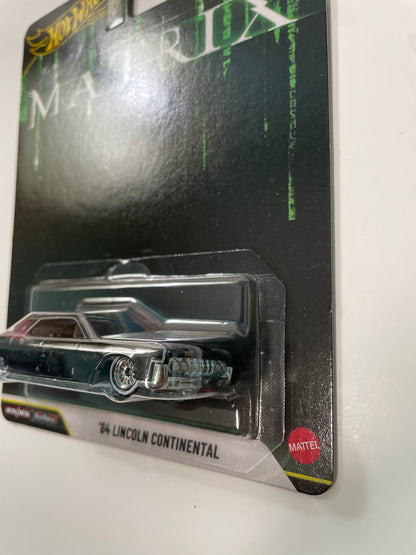 HOT WHEELS
MATRIX
'64 LINCOLN CONTINENTAL
MATTEL